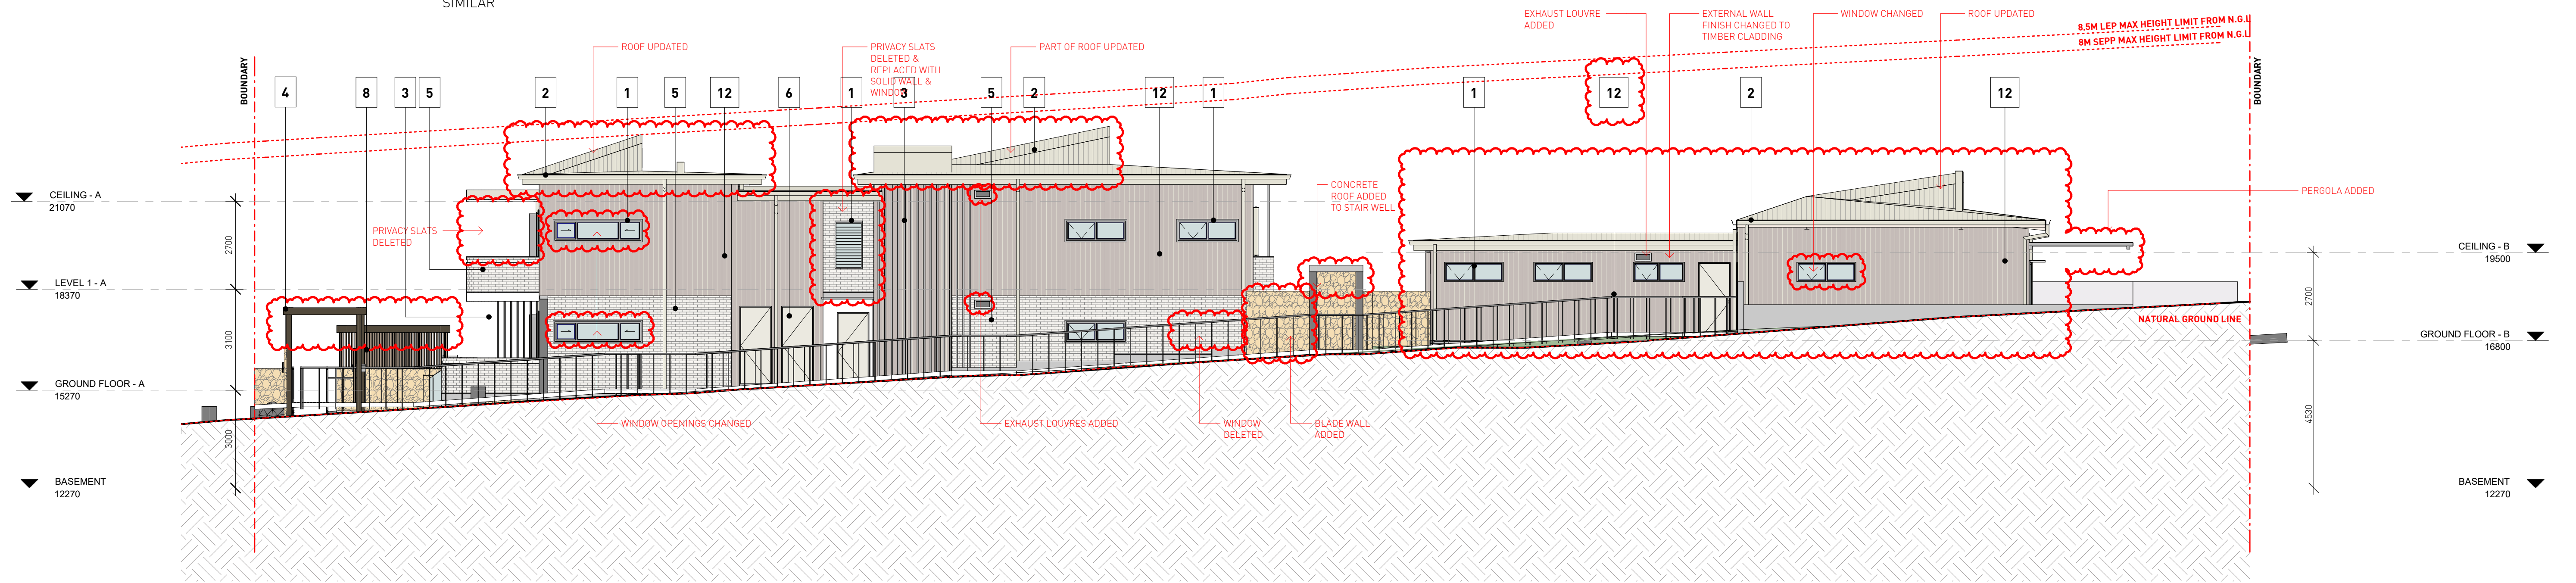 SIMILAR
EXHAUST LOUVRE
ADDED
EXTERNAL WALL
FINISH CHANGED TO
TIMBER CLADDING
WINDOW CHANGED
ROOF UPDATED
8.5M LEP MAX HEIGHT LIMIT FROM N.G.L
8M SEPP MAX HEIGHT LIMIT FROM N.G.L
ROOF UPDATED
PRIVACY SLATS
DELETED &
REPLACED WITH
SOLID WALL &
WINDOW
PART OF ROOF UPDATED
BOUNDARY
BOUNDARY
4
8
3
5
2
1
5
12
6
1
3
5
2
12
1
1
12
2
12
CEILING - A
21070
PRIVACY SLATS
DELETED
CONCRETE
ROOF ADDED
TO STAIR WELL
PERGOLA ADDED
2700
CEILING - B
19500
LEVEL 1 - A
18370
2700
NATURAL GROUND LINE
3100
GROUND FLOOR - B
16800
GROUND FLOOR - A
15270
WINDOW OPENINGS CHANGED
EXHAUST LOUVRES ADDED
WINDOW
DELETED
BLADE WALL
ADDED
3000
4530
BASEMENT
12270
BASEMENT
12270